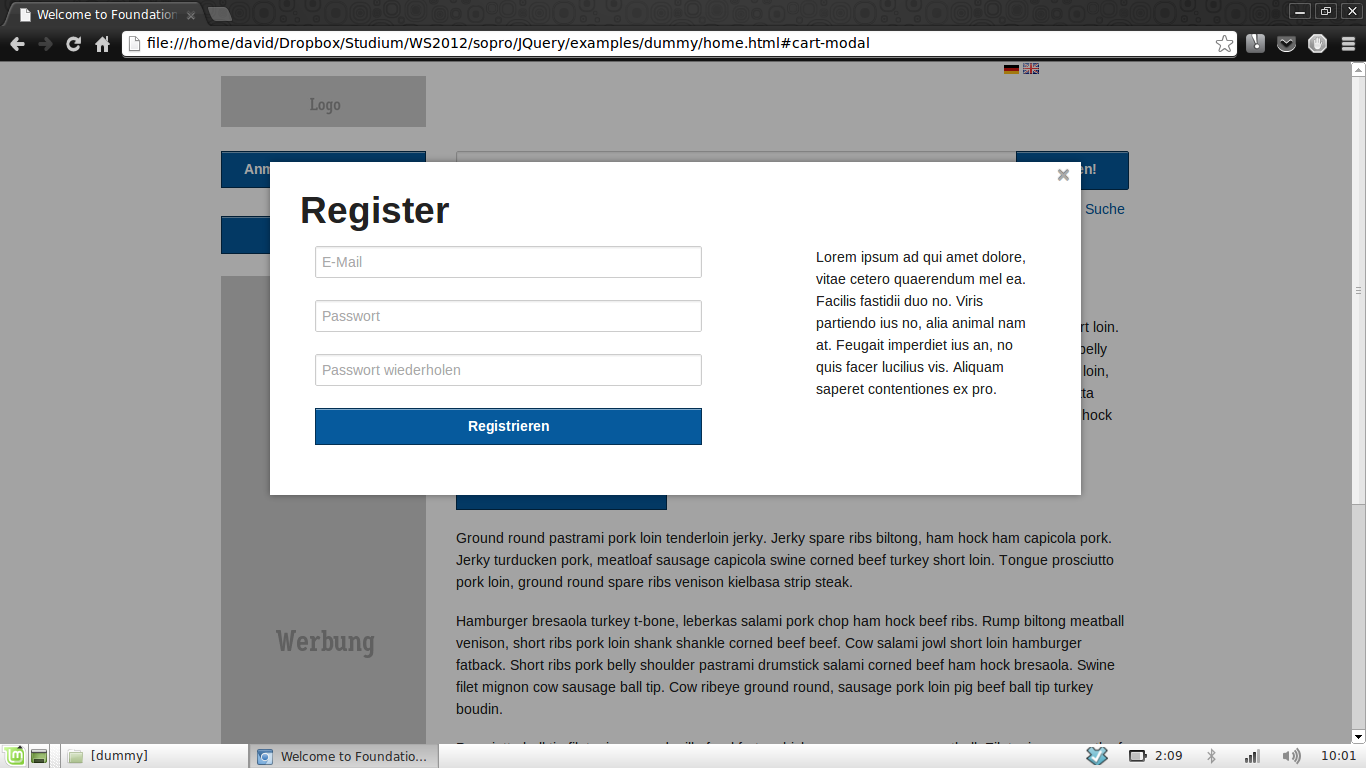 Welcome to Foundation
file:///home/david/Dropbox/Studium/WS2012/sopro/JQuery/examples/dummy/home.html#cart-modal
Logo
Suche
Register
E-Mail
Passwort
Passwort wiederholen
Registrieren
Lorem ipsum ad qui amet dolore,
vitae cetero quaerendum mel ea.
Facilis fastidii duo no. Viris
partiendo ius no, alia animal nam
at. Feugait imperdiet ius an, no
quis facer lucilius vis. Aliquam
saperet contentiones ex pro.
rt loin.
belly
loin,
hock
Ground round pastrami pork loin tenderloin jerky. Jerky spare ribs biltong, ham hock ham capicola pork.
Jerky turducken pork, meatloaf sausage capicola swine corned beef turkey short loin. Tongue prosciutto
pork loin, ground round spare ribs venison kielbasa strip steak.
Werbung
Hamburger bresaola turkey t-bone, leberkas salami pork chop ham hock beef ribs. Rump biltong meatball
venison, short ribs pork loin shank shankle corned beef beef. Cow salami jowl short loin hamburger
fatback. Short ribs pork belly shoulder pastrami drumstick salami corned beef ham hock bresaola. Swine
filet mignon cow sausage ball tip. Cow ribeye ground round, sausage pork loin pig beef ball tip turkey
boudin.
[dummy]
Welcome to Foundatio...
2:09
10:01